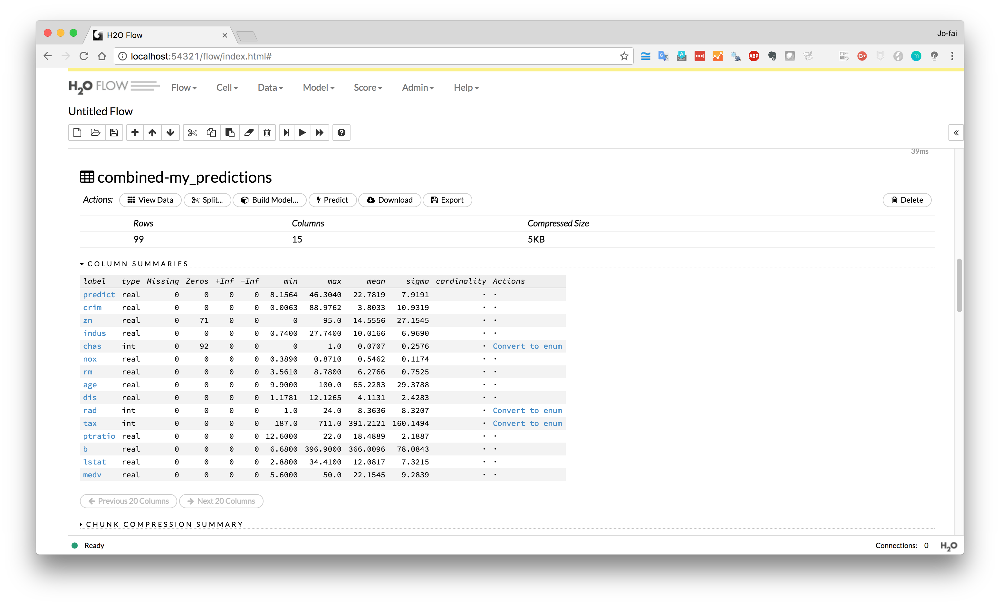 H2O Flow
Jo-fai
localhost:54321/flow/index.html#
H2O FLOW Flow Cell Data Model Score Admin Help
Untitled Flow
39ms
combined-my_predictions
Actions: View Data Split... Build Model... Predict Download Export Delete
Rows Columns Compressed Size
99 15 5KB
COLUMN SUMMARIES
label type Missing Zeros +Inf -Inf min max mean sigma cardinality Actions
predict real 0 0 0 0 8.1564 46.3040 22.7819 7.9191 · ·
crim real 0 0 0 0 0.0063 88.9762 3.8033 10.9319 · ·
zn real 0 71 0 0 0 95.0 14.5556 27.1545 · ·
indus real 0 0 0 0 0.7400 27.7400 10.0166 6.9690 · ·
chas int 0 92 0 0 0 1.0 0.0707 0.2576 · Convert to enum
nox real 0 0 0 0 0.3890 0.8710 0.5462 0.1174 · ·
rm real 0 0 0 0 3.5610 8.7800 6.2766 0.7525 · ·
age real 0 0 0 0 9.9000 100.0 65.2283 29.3788 · ·
dis real 0 0 0 0 1.1781 12.1265 4.1131 2.4283 · ·
rad int 0 0 0 0 1.0 24.0 8.3636 8.3207 · Convert to enum
tax int 0 0 0 0 187.0 711.0 391.2121 160.1494 · Convert to enum
ptratio real 0 0 0 0 12.6000 22.0 18.4889 2.1887 · ·
b real 0 0 0 0 6.6800 396.9000 366.0096 78.0843 · ·
lstat real 0 0 0 0 2.8800 34.4100 12.0817 7.3215 · ·
medv real 0 0 0 0 5.6000 50.0 22.1545 9.2839 · ·
Previous 20 Columns Next 20 Columns
CHUNK COMPRESSION SUMMARY
Ready Connections: 0 H2O